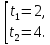 [t₁=2,
t₂=4.